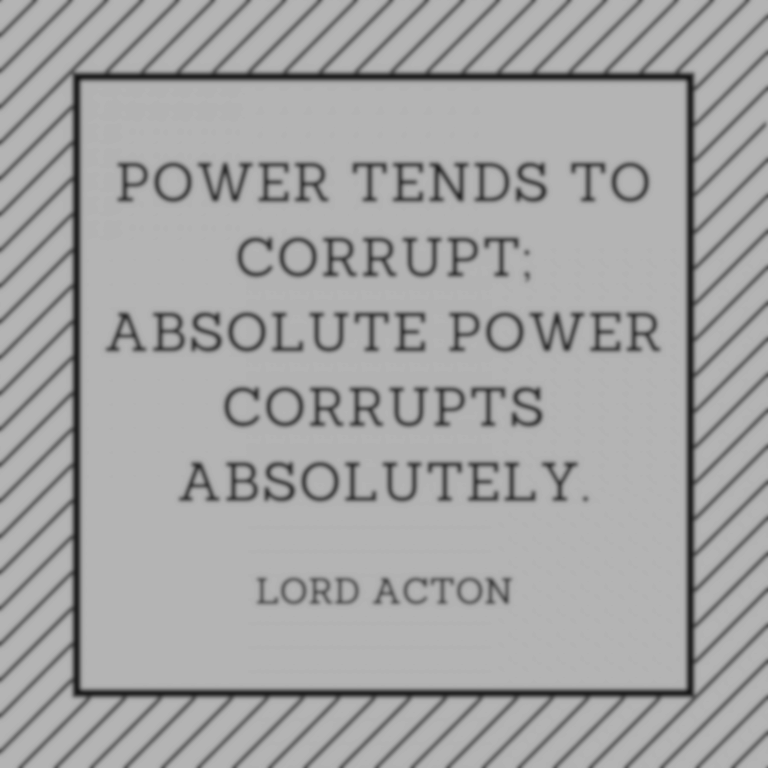 POWER TENDS TO
CORRUPT;
ABSOLUTE POWER
CORRUPTS
ABSOLUTELY.
LORD ACTON